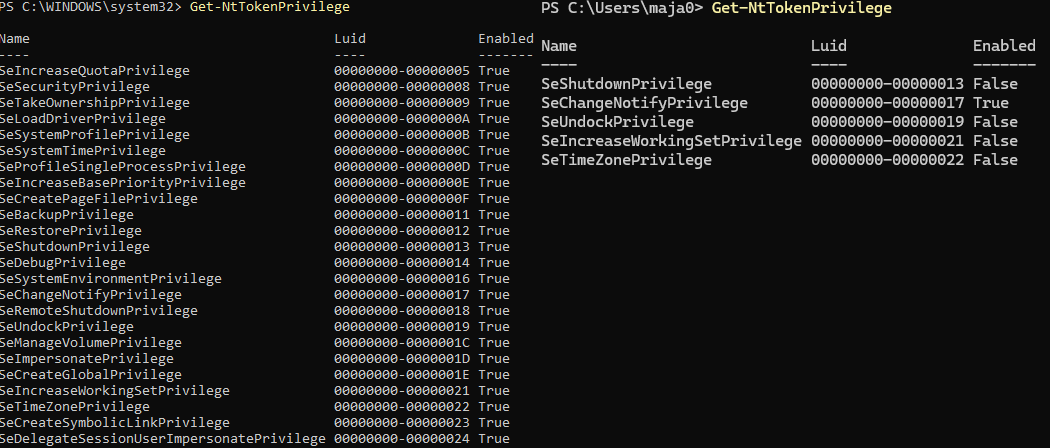 PS C:\WINDOWS\system32> Get-NtTokenPrivilege
Name Luid Enabled
---- ---- -------
SeIncreaseQuotaPrivilege 00000000-00000005 True
SeSecurityPrivilege 00000000-00000008 True
SeTakeOwnershipPrivilege 00000000-00000009 True
SeLoadDriverPrivilege 00000000-0000000A True
SeSystemProfilePrivilege 00000000-0000000B True
SeSystemTimePrivilege 00000000-0000000C True
SeProfileSingleProcessPrivilege 00000000-0000000D True
SeIncreaseBasePriorityPrivilege 00000000-0000000E True
SeCreatePageFilePrivilege 00000000-0000000F True
SeBackupPrivilege 00000000-00000011 True
SeRestorePrivilege 00000000-00000012 True
SeShutdownPrivilege 00000000-00000013 True
SeDebugPrivilege 00000000-00000014 True
SeSystemEnvironmentPrivilege 00000000-00000016 True
SeChangeNotifyPrivilege 00000000-00000017 True
SeRemoteShutdownPrivilege 00000000-00000018 True
SeUndockPrivilege 00000000-00000019 True
SeManageVolumePrivilege 00000000-0000001C True
SeImpersonatePrivilege 00000000-0000001D True
SeCreateGlobalPrivilege 00000000-0000001E True
SeIncreaseWorkingSetPrivilege 00000000-00000021 True
SeTimeZonePrivilege 00000000-00000022 True
SeCreateSymbolicLinkPrivilege 00000000-00000023 True
SeDelegateSessionUserImpersonatePrivilege 00000000-00000024 True
PS C:\Users\maja0> Get-NtTokenPrivilege
Name Luid Enabled
---- ---- -------
SeShutdownPrivilege 00000000-00000013 False
SeChangeNotifyPrivilege 00000000-00000017 True
SeUndockPrivilege 00000000-00000019 False
SeIncreaseWorkingSetPrivilege 00000000-00000021 False
SeTimeZonePrivilege 00000000-00000022 False